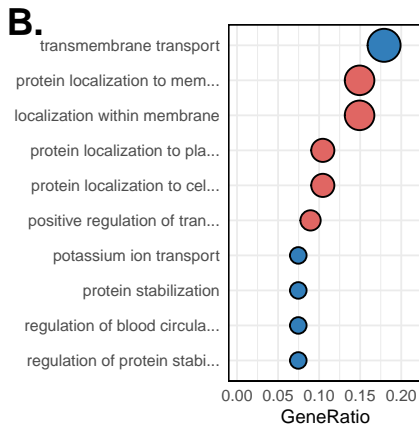 B.
transmembrane transport
protein localization to mem...
localization within membrane
protein localization to pla...
protein localization to cel...
positive regulation of tran...
potassium ion transport
protein stabilization
regulation of blood circula...
regulation of protein stabi...
0.00 0.05 0.10 0.15 0.20
GeneRatio